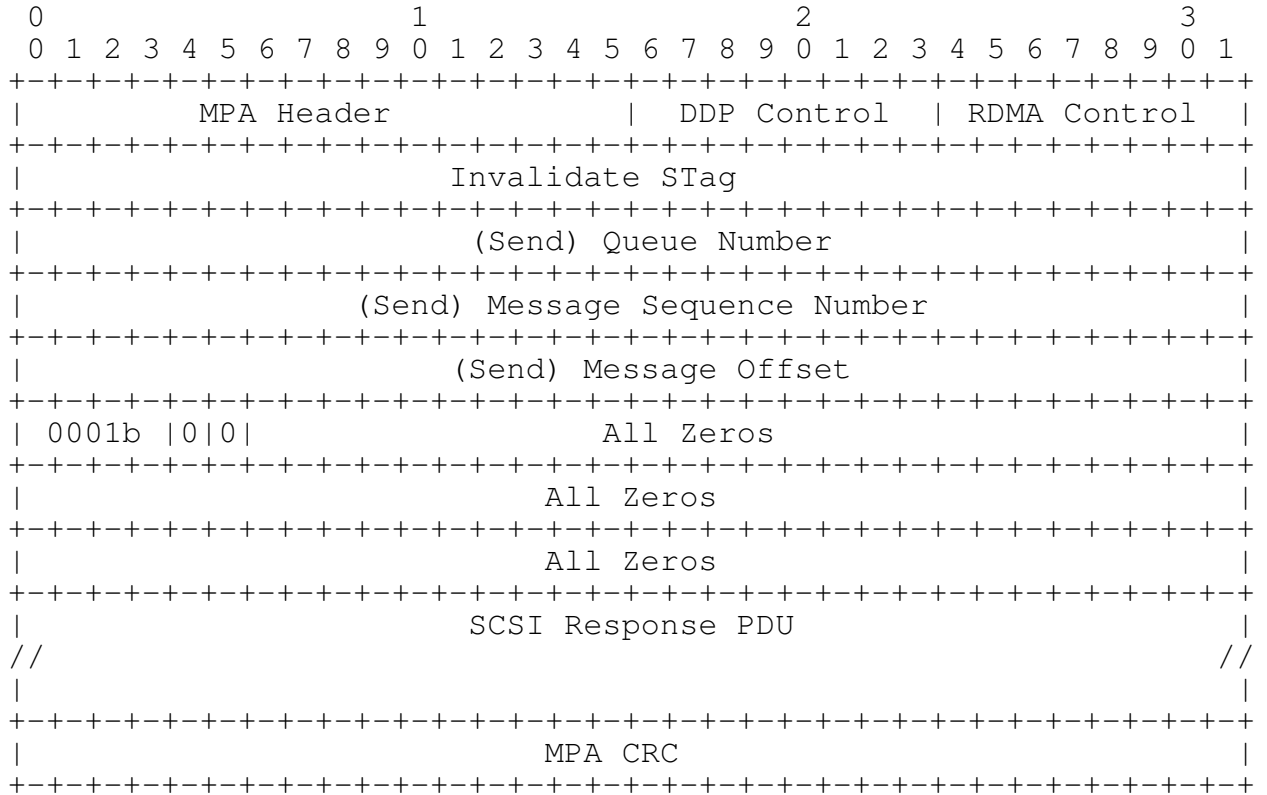 0                   1                   2                   3
 0 1 2 3 4 5 6 7 8 9 0 1 2 3 4 5 6 7 8 9 0 1 2 3 4 5 6 7 8 9 0 1
+-+-+-+-+-+-+-+-+-+-+-+-+-+-+-+-+-+-+-+-+-+-+-+-+-+-+-+-+-+-+-+-+
|         MPA Header            |  DDP Control  | RDMA Control  |
+-+-+-+-+-+-+-+-+-+-+-+-+-+-+-+-+-+-+-+-+-+-+-+-+-+-+-+-+-+-+-+-+
|                      Invalidate STag                          |
+-+-+-+-+-+-+-+-+-+-+-+-+-+-+-+-+-+-+-+-+-+-+-+-+-+-+-+-+-+-+-+-+
|                       (Send) Queue Number                     |
+-+-+-+-+-+-+-+-+-+-+-+-+-+-+-+-+-+-+-+-+-+-+-+-+-+-+-+-+-+-+-+-+
|                 (Send) Message Sequence Number                |
+-+-+-+-+-+-+-+-+-+-+-+-+-+-+-+-+-+-+-+-+-+-+-+-+-+-+-+-+-+-+-+-+
|                      (Send) Message Offset                    |
+-+-+-+-+-+-+-+-+-+-+-+-+-+-+-+-+-+-+-+-+-+-+-+-+-+-+-+-+-+-+-+-+
| 0001b |0|0|                  All Zeros                        |
+-+-+-+-+-+-+-+-+-+-+-+-+-+-+-+-+-+-+-+-+-+-+-+-+-+-+-+-+-+-+-+-+
|                           All Zeros                           |
+-+-+-+-+-+-+-+-+-+-+-+-+-+-+-+-+-+-+-+-+-+-+-+-+-+-+-+-+-+-+-+-+
|                           All Zeros                           |
+-+-+-+-+-+-+-+-+-+-+-+-+-+-+-+-+-+-+-+-+-+-+-+-+-+-+-+-+-+-+-+-+
|                       SCSI Response PDU                       |
//                                                             //
|                                                               |
+-+-+-+-+-+-+-+-+-+-+-+-+-+-+-+-+-+-+-+-+-+-+-+-+-+-+-+-+-+-+-+-+
|                           MPA CRC                             |
+-+-+-+-+-+-+-+-+-+-+-+-+-+-+-+-+-+-+-+-+-+-+-+-+-+-+-+-+-+-+-+-+